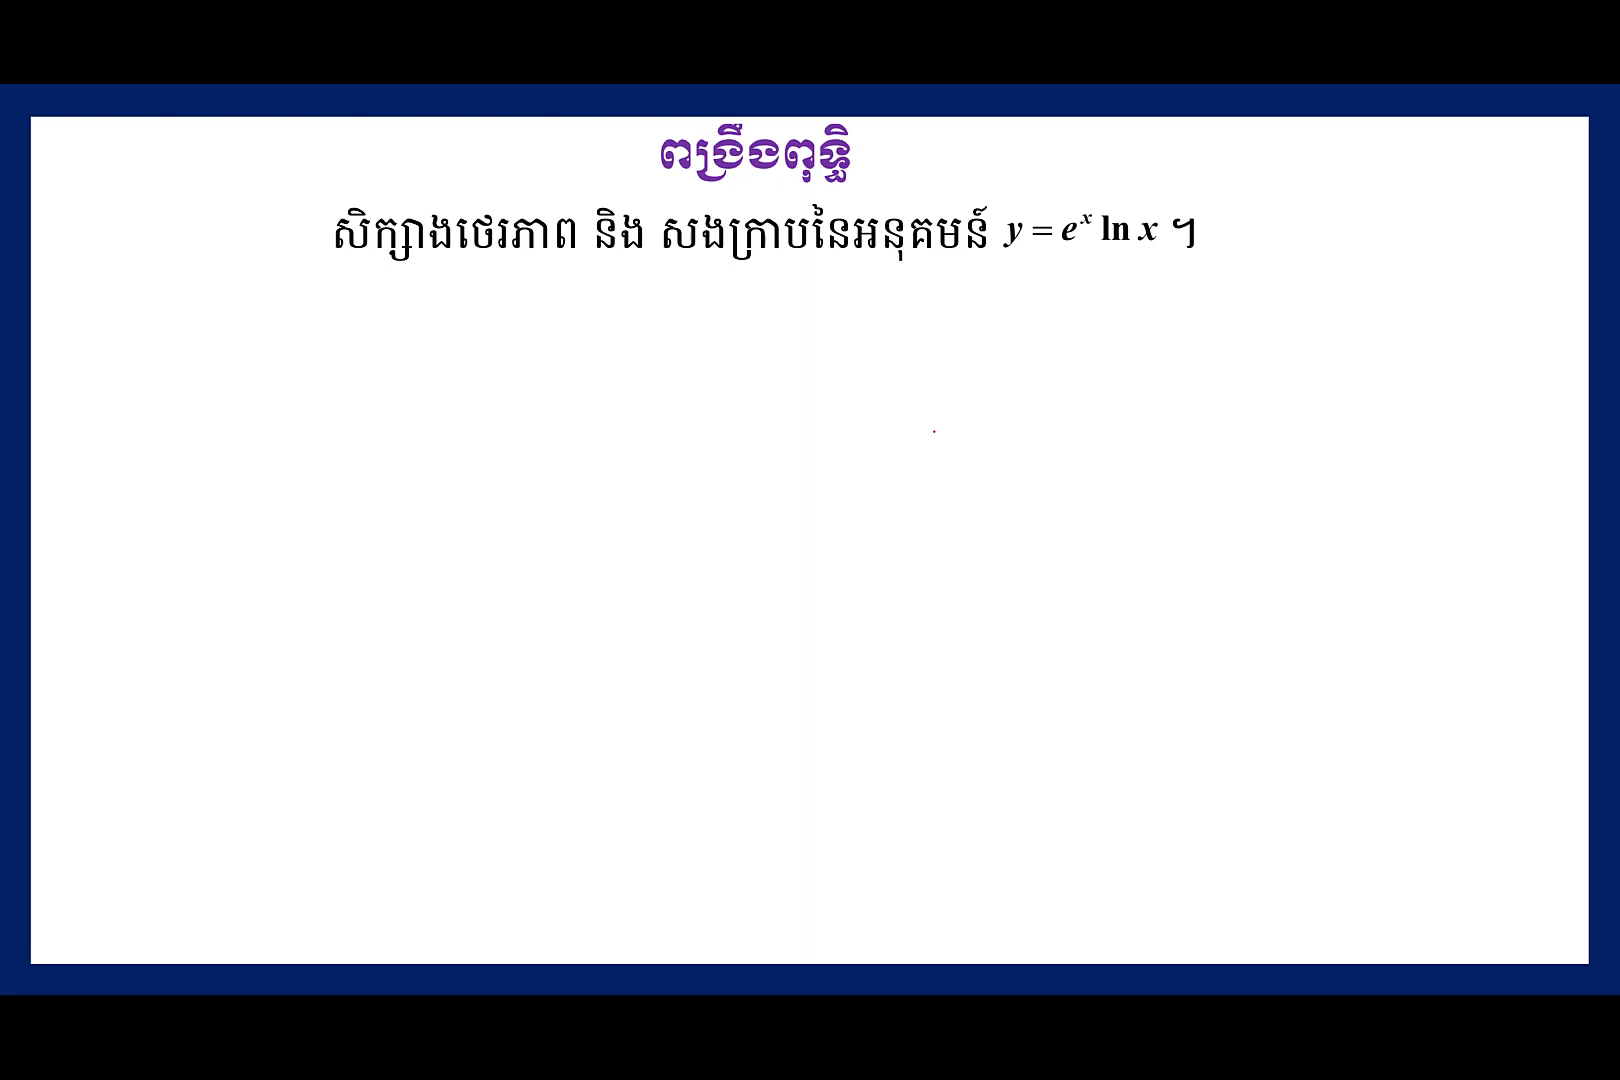 ពង្រឹងពុទ្ធិ
សិក្សាងថេរភាព និង សងក្រាបនៃអនុគមន៍ y = eˣ ln x ។